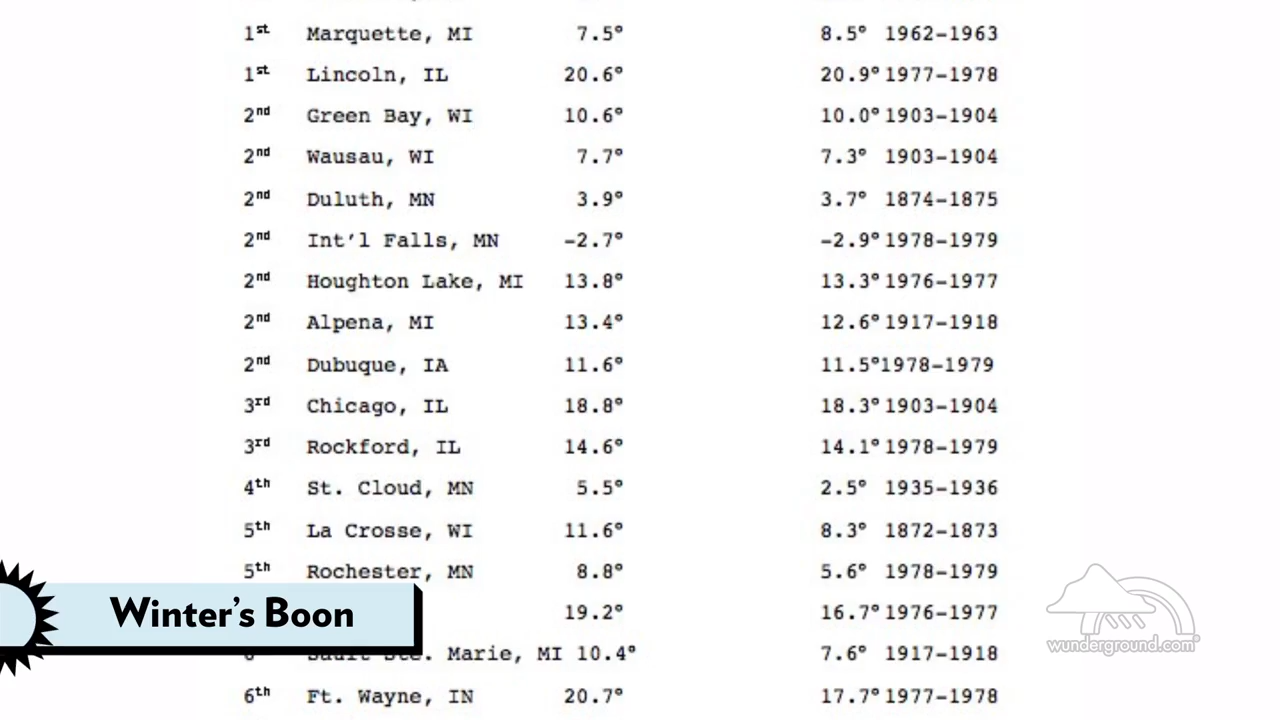 1st Marquette, MI 7.5° 8.5° 1962-1963
1st Lincoln, IL 20.6° 20.9° 1977-1978
2nd Green Bay, WI 10.6° 10.0° 1903-1904
2nd Wausau, WI 7.7° 7.3° 1903-1904
2nd Duluth, MN 3.9° 3.7° 1874-1875
2nd Int'l Falls, MN -2.7° -2.9° 1978-1979
2nd Houghton Lake, MI 13.8° 13.3° 1976-1977
2nd Alpena, MI 13.4° 12.6° 1917-1918
2nd Dubuque, IA 11.6° 11.5° 1978-1979
3rd Chicago, IL 18.8° 18.3° 1903-1904
3rd Rockford, IL 14.6° 14.1° 1978-1979
4th St. Cloud, MN 5.5° 2.5° 1935-1936
5th La Crosse, WI 11.6° 8.3° 1872-1873
5th Rochester, MN 8.8° 5.6° 1978-1979
19.2° 16.7° 1976-1977
Sault Ste. Marie, MI 10.4° 7.6° 1917-1918
6th Ft. Wayne, IN 20.7° 17.7° 1977-1978
Winter's Boon
wunderground.com®